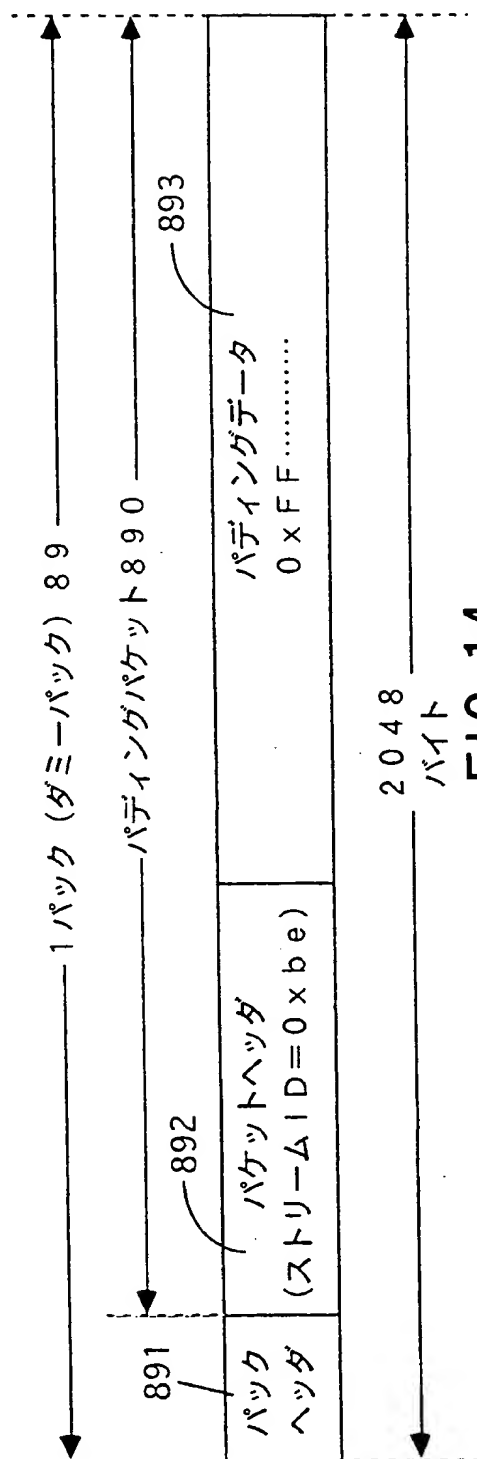 1パック (ダミーパック) 89
パディングパケット890
891
892
893
パック
ヘッダ
パケットヘッダ
(ストリームID=0xbe)
パディングデータ
0xFF…………
2048
バイト
FIG. 14